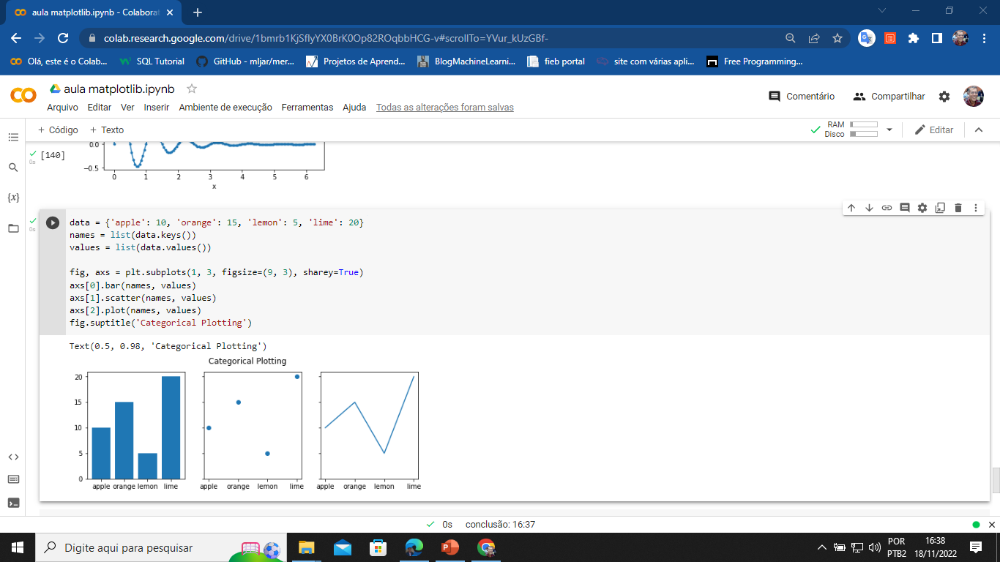 aula matplotlib.ipynb - Colaborat
colab.research.google.com/drive/1bmrb1KjSflyYX0BrK0Op82ROqbbHCG-v#scrollTo=YVur_kUzGBf-
Olá, este é o Colab... SQL Tutorial GitHub - mljar/mer... Projetos de Aprend... BlogMachineLearni... fieb portal site com várias apli... Free Programming...
aula matplotlib.ipynb
Comentário Compartilhar
Arquivo Editar Ver Inserir Ambiente de execução Ferramentas Ajuda Todas as alterações foram salvas
+ Código + Texto
RAM
Disco
Editar
0s
[140]
0.0
−0.5
0 1 2 3 4 5 6
x
0s
data = {'apple': 10, 'orange': 15, 'lemon': 5, 'lime': 20}
names = list(data.keys())
values = list(data.values())
fig, axs = plt.subplots(1, 3, figsize=(9, 3), sharey=True)
axs[0].bar(names, values)
axs[1].scatter(names, values)
axs[2].plot(names, values)
fig.suptitle('Categorical Plotting')
Text(0.5, 0.98, 'Categorical Plotting')
Categorical Plotting
20
15
10
5
0
apple orange lemon lime
apple orange lemon lime
apple orange lemon lime
0s conclusão: 16:37
Digite aqui para pesquisar
POR
PTB2
16:38
18/11/2022